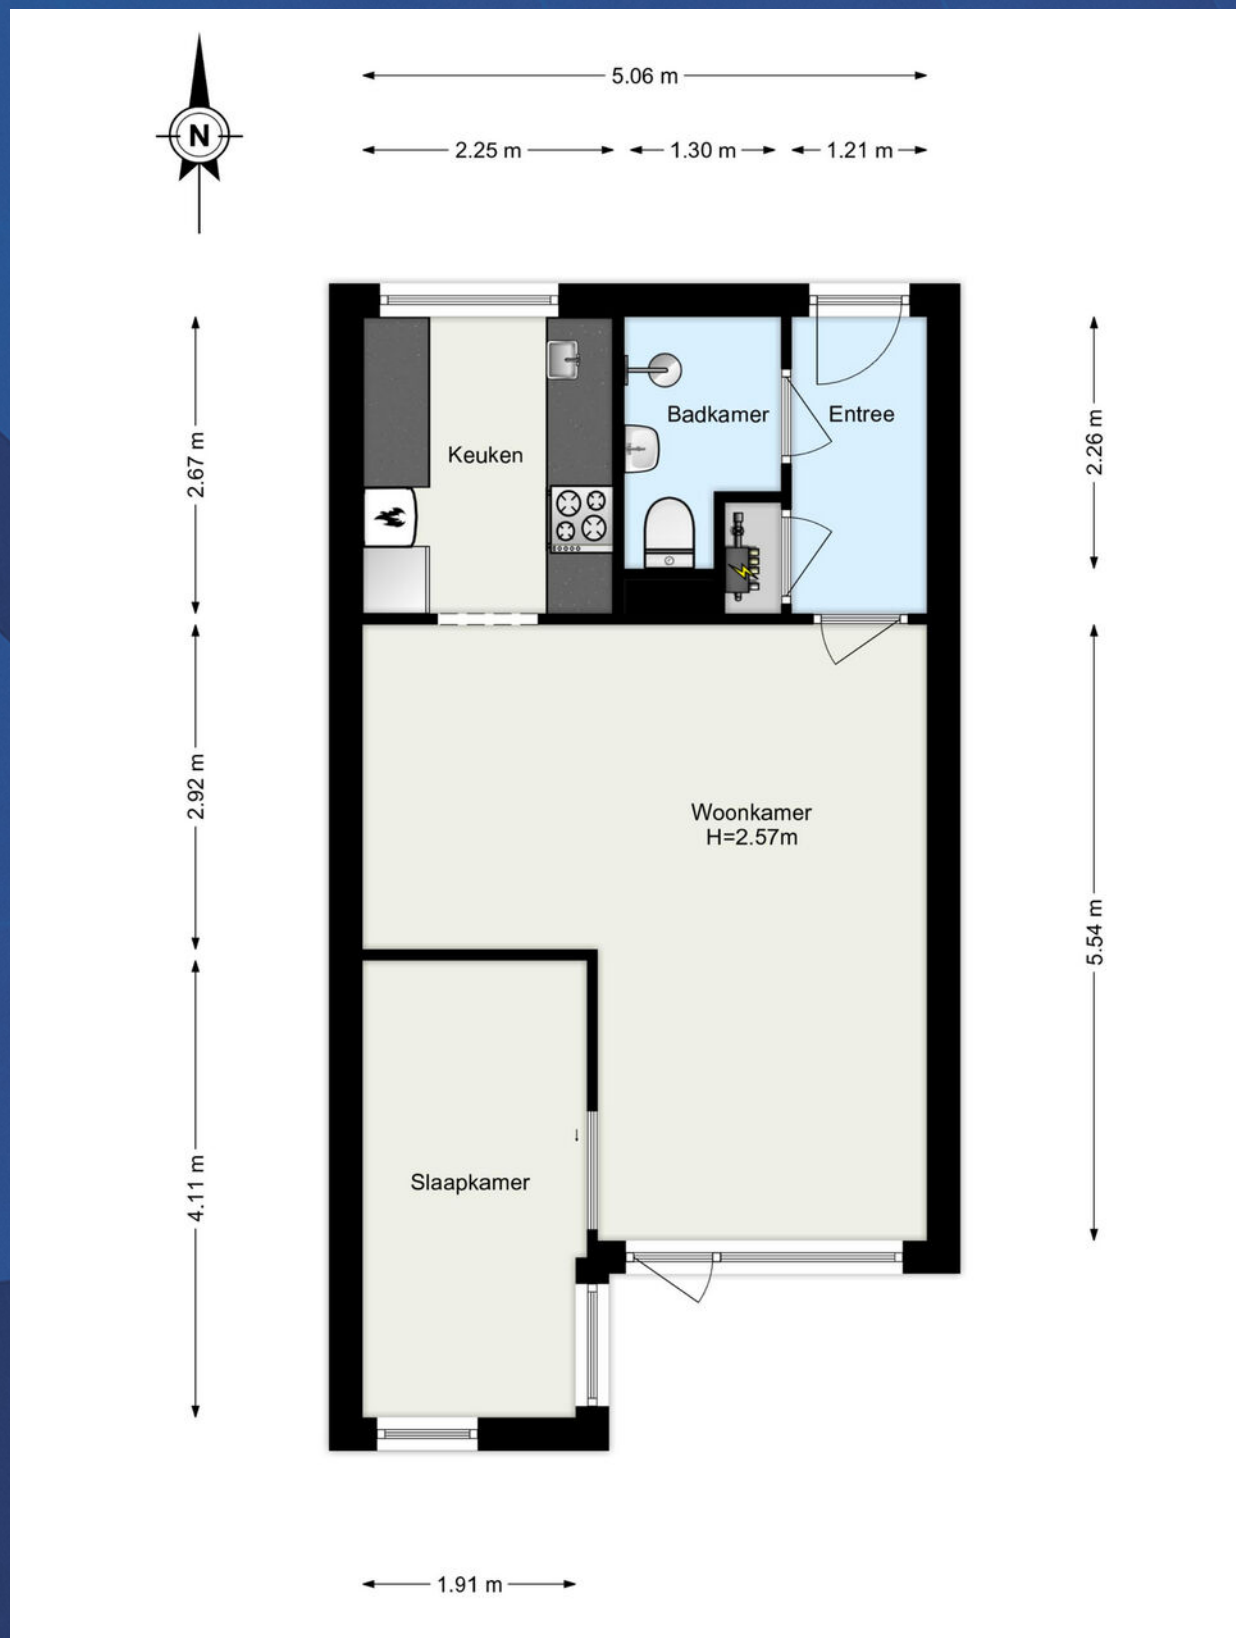 5.06 m
N
2.25 m
1.30 m
1.21 m
Badkamer
Entree
Keuken
2.67 m
2.26 m
2.92 m
Woonkamer
H=2.57m
5.54 m
4.11 m
Slaapkamer
1.91 m